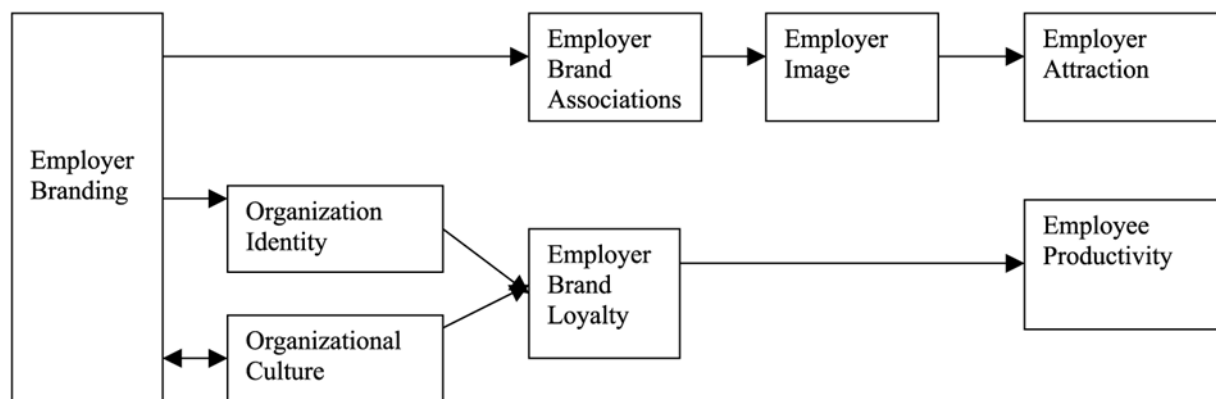 Employer
Branding
Employer
Brand
Associations
Employer
Image
Employer
Attraction
Organization
Identity
Organizational
Culture
Employer
Brand
Loyalty
Employee
Productivity